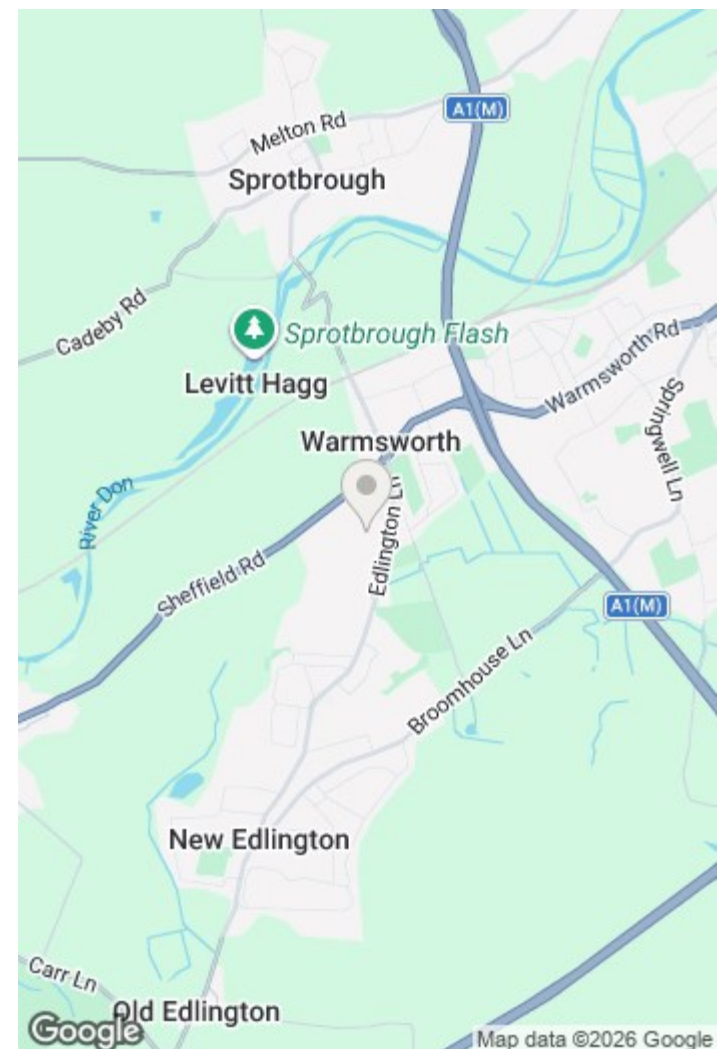 A1(M)
Melton Rd
Sprotbrough
Cadeby Rd
Sprotbrough Flash
Levitt Hagg
Warmsworth Rd
Springwell Ln
Warmsworth
River Don
Edlington Ln
Sheffield Rd
A1(M)
Broomhouse Ln
New Edlington
Carr Ln
Old Edlington
Google
Map data ©2026 Google